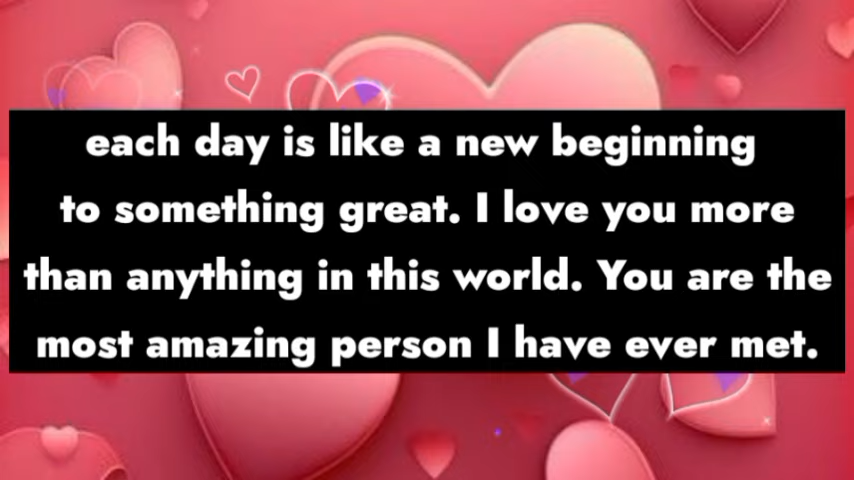 each day is like a new beginning
to something great. I love you more
than anything in this world. You are the
most amazing person I have ever met.